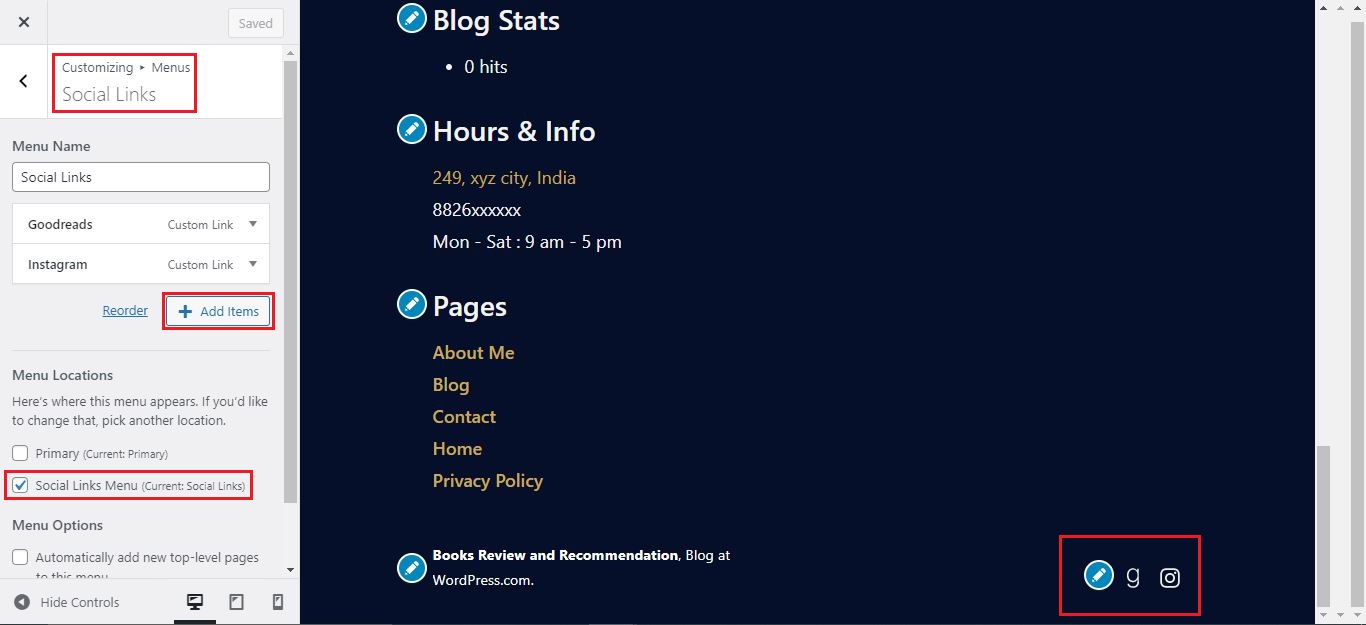 Saved
Customizing ▸ Menus
Social Links
Menu Name
Social Links
Goodreads Custom Link
Instagram Custom Link
Reorder Add Items
Menu Locations
Here's where this menu appears. If you'd like
to change that, pick another location.
Primary (Current: Primary)
Social Links Menu (Current: Social Links)
Menu Options
Automatically add new top-level pages
to this menu
Hide Controls
Blog Stats
0 hits
Hours & Info
249, xyz city, India
8826xxxxxx
Mon - Sat : 9 am - 5 pm
Pages
About Me
Blog
Contact
Home
Privacy Policy
Books Review and Recommendation, Blog at
WordPress.com.